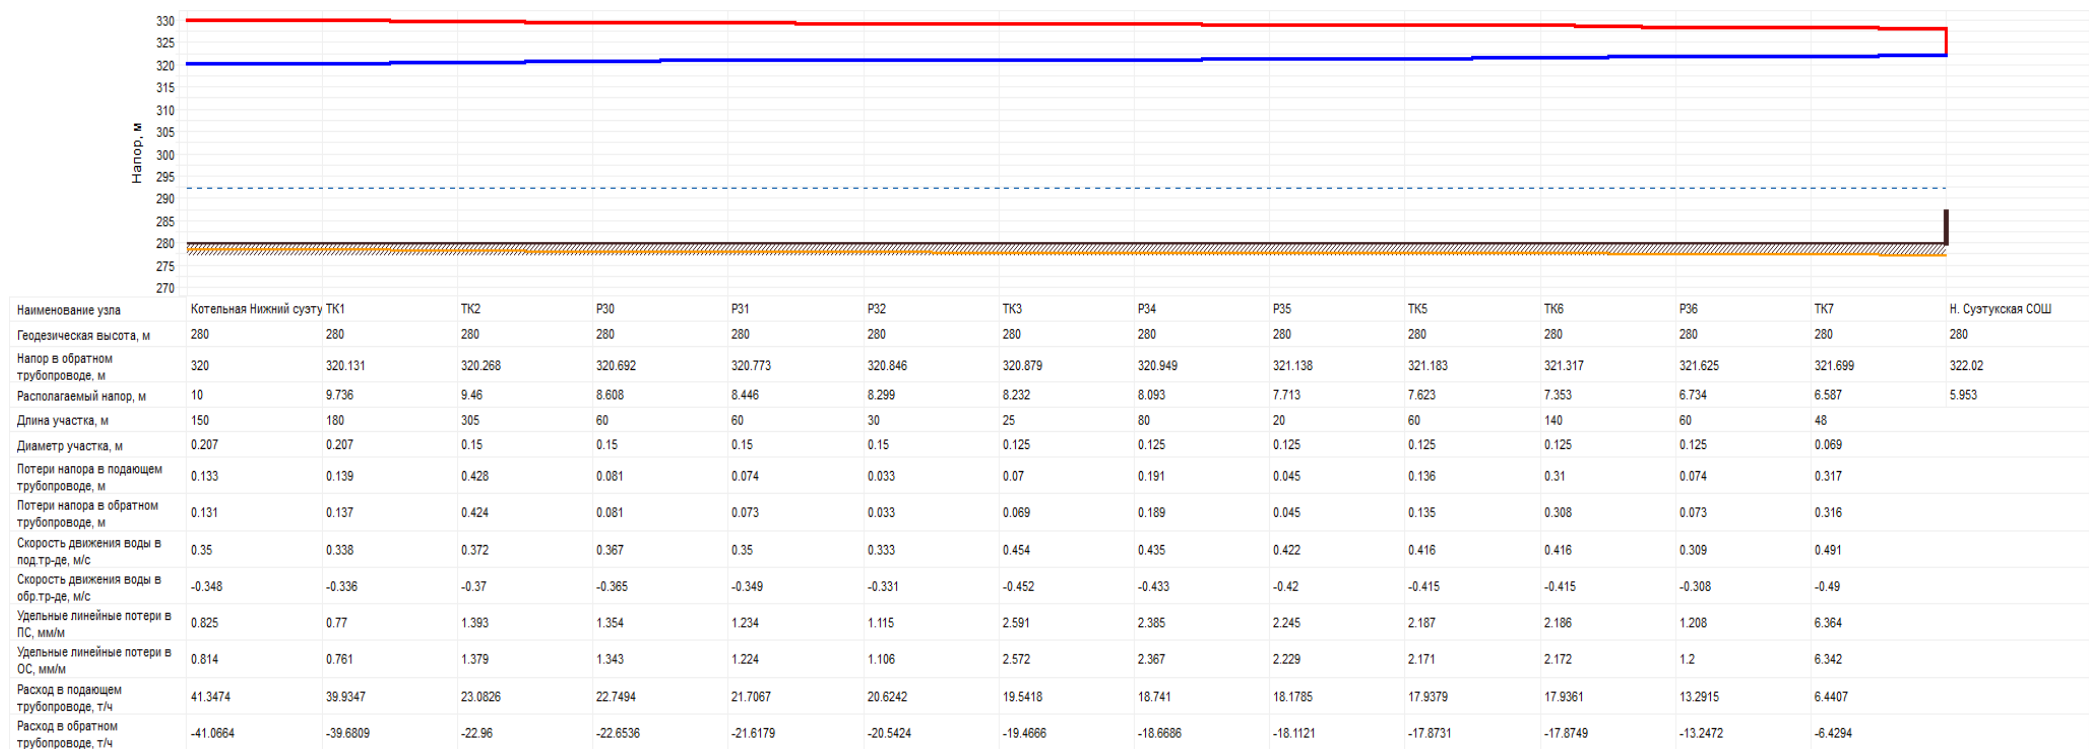 330
325
320
315
310
305
300
295
290
285
280
275
270
Напор, м
Наименование узла Котельная Нижний суэту ТК1 ТК2 Р30 Р31 Р32 ТК3 Р34 Р35 ТК5 ТК6 Р36 ТК7 Н. Суэтукская СОШ
Геодезическая высота, м 280 280 280 280 280 280 280 280 280 280 280 280 280 280
Напор в обратном
трубопроводе, м 320 320.131 320.268 320.692 320.773 320.846 320.879 320.949 321.138 321.183 321.317 321.625 321.699 322.02
Располагаемый напор, м 10 9.736 9.46 8.608 8.446 8.299 8.232 8.093 7.713 7.623 7.353 6.734 6.587 5.953
Длина участка, м 150 180 305 60 60 30 25 80 20 60 140 60 48
Диаметр участка, м 0.207 0.207 0.15 0.15 0.15 0.15 0.125 0.125 0.125 0.125 0.125 0.125 0.069
Потери напора в подающем
трубопроводе, м 0.133 0.139 0.428 0.081 0.074 0.033 0.07 0.191 0.045 0.136 0.31 0.074 0.317
Потери напора в обратном
трубопроводе, м 0.131 0.137 0.424 0.081 0.073 0.033 0.069 0.189 0.045 0.135 0.308 0.073 0.316
Скорость движения воды в
под.тр-де, м/с 0.35 0.338 0.372 0.367 0.35 0.333 0.454 0.435 0.422 0.416 0.416 0.309 0.491
Скорость движения воды в
обр.тр-де, м/с -0.348 -0.336 -0.37 -0.365 -0.349 -0.331 -0.452 -0.433 -0.42 -0.415 -0.415 -0.308 -0.49
Удельные линейные потери в
ПС, мм/м 0.825 0.77 1.393 1.354 1.234 1.115 2.591 2.385 2.245 2.187 2.186 1.208 6.364
Удельные линейные потери в
ОС, мм/м 0.814 0.761 1.379 1.343 1.224 1.106 2.572 2.367 2.229 2.171 2.172 1.2 6.342
Расход в подающем
трубопроводе, т/ч 41.3474 39.9347 23.0826 22.7494 21.7067 20.6242 19.5418 18.741 18.1785 17.9379 17.9361 13.2915 6.4407
Расход в обратном
трубопроводе, т/ч -41.0664 -39.6809 -22.96 -22.6536 -21.6179 -20.5424 -19.4666 -18.6686 -18.1121 -17.8731 -17.8749 -13.2472 -6.4294